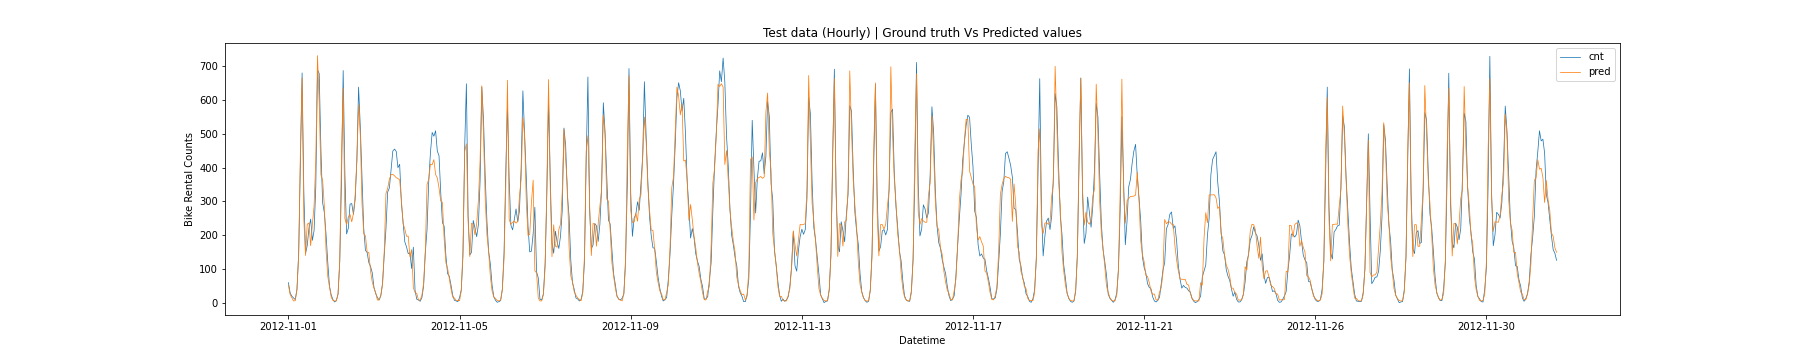 Test data (Hourly) | Ground truth Vs Predicted values
cnt
pred
Bike Rental Counts
700
600
500
400
300
200
100
0
2012-11-01 2012-11-05 2012-11-09 2012-11-13 2012-11-17 2012-11-21 2012-11-26 2012-11-30
Datetime